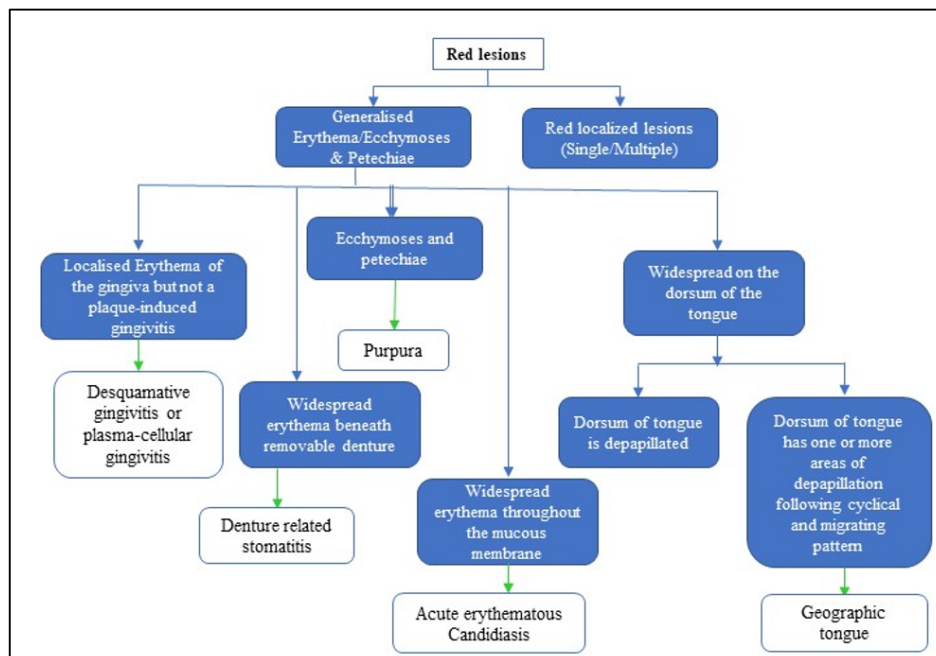 Red lesions
Generalised
Erythema/Ecchymoses
& Petechiae
Red localized lesions
(Single/Multiple)
Ecchymoses and
petechiae
Localised Erythema of
the gingiva but not a
plaque-induced
gingivitis
Widespread on the
dorsum of the
tongue
Purpura
Desquamative
gingivitis or
plasma-cellular
gingivitis
Widespread
erythema beneath
removable denture
Dorsum of tongue
is depapillated
Dorsum of tongue
has one or more
areas of
depapillation
following cyclical
and migrating
pattern
Widespread
erythema throughout
the mucous
membrane
Denture related
stomatitis
Acute erythematous
Candidiasis
Geographic
tongue